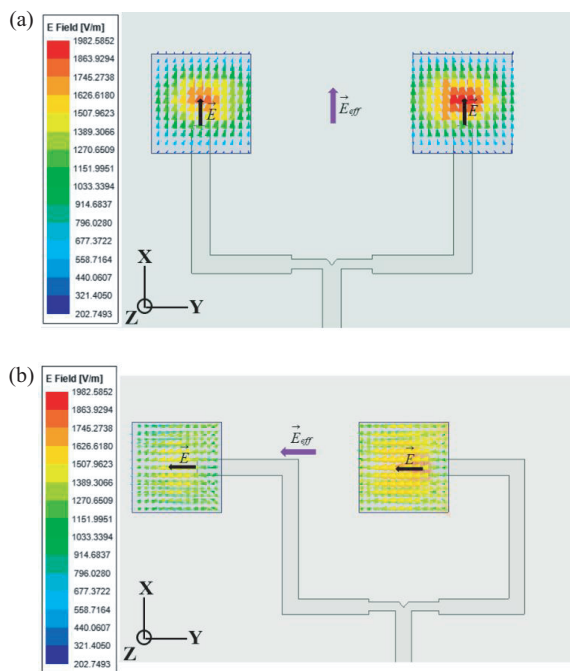 (a)
E Field [V/m]
1982.5852
1863.9294
1745.2738
1626.6180
1507.9623
1389.3066
1270.6509
1151.9951
1033.3394
914.6837
796.0280
677.3722
558.7164
440.0607
321.4050
202.7493
E
E eff
E
X
Z
Y
(b)
E Field [V/m]
1982.5852
1863.9294
1745.2738
1626.6180
1507.9623
1389.3066
1270.6509
1151.9951
1033.3394
914.6837
796.0280
677.3722
558.7164
440.0607
321.4050
202.7493
E eff
E
E
X
Z
Y